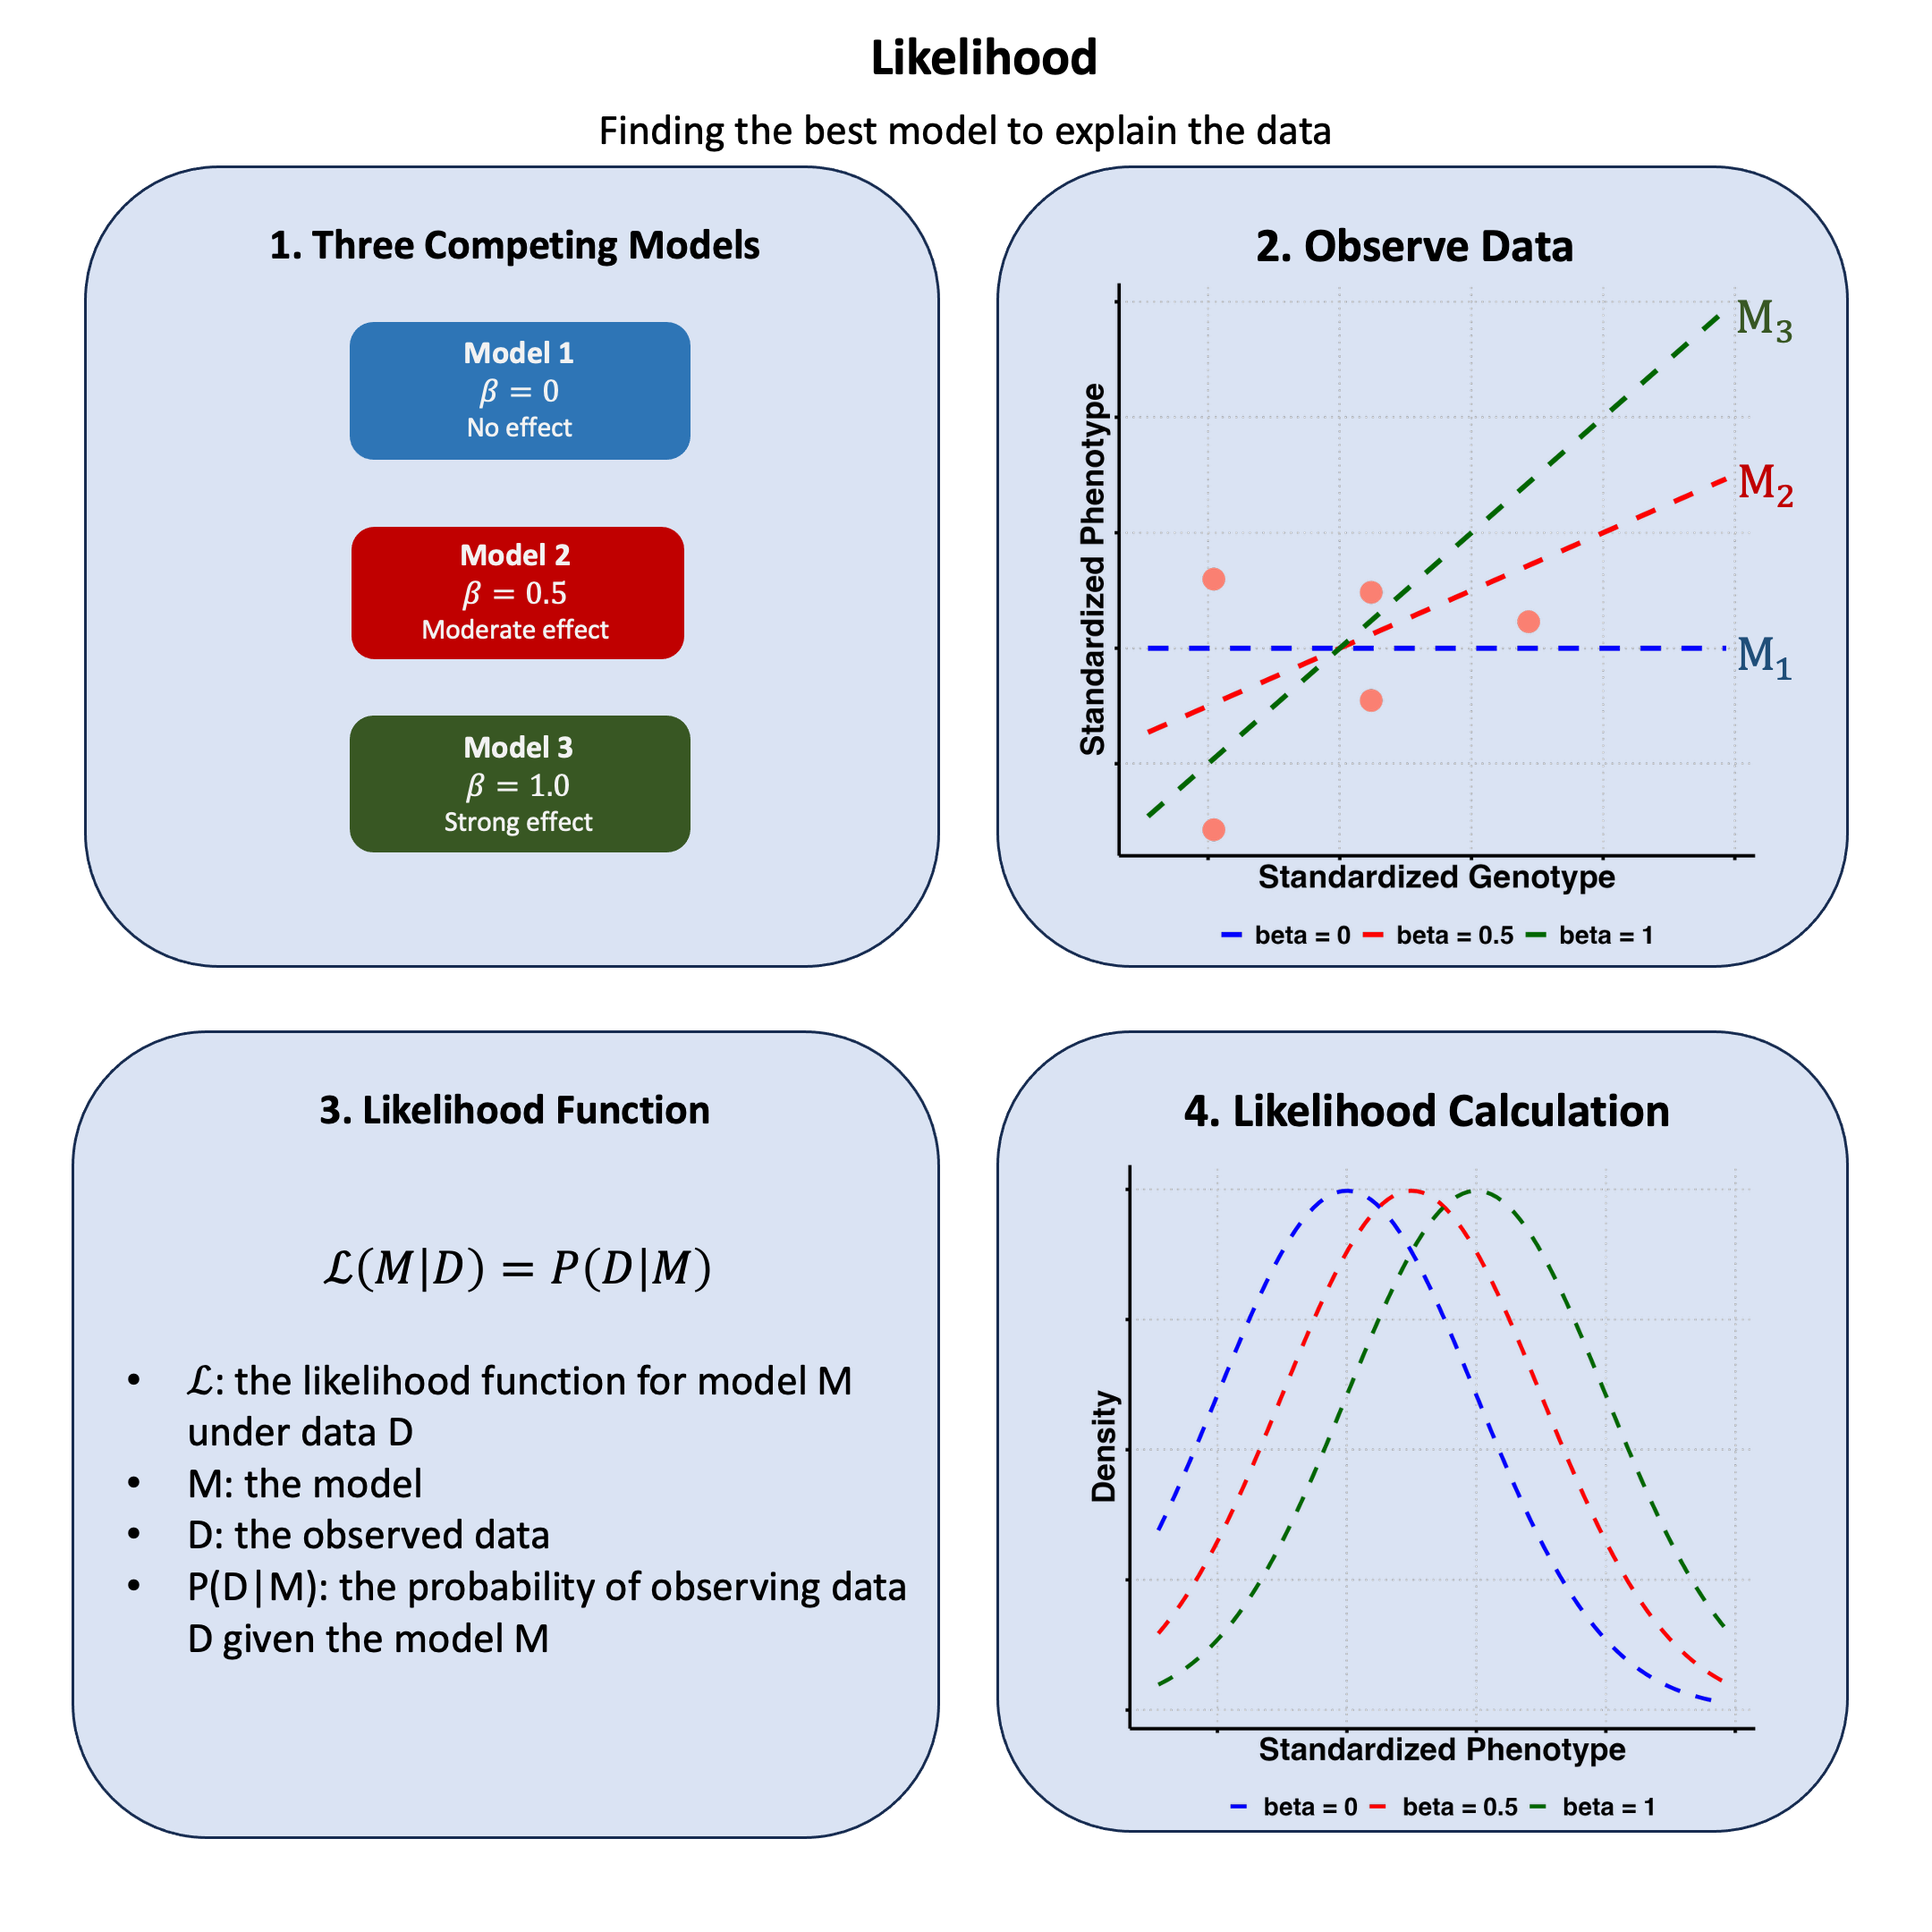 Likelihood
Finding the best model to explain the data
1. Three Competing Models
Model 1
β = 0
No effect
Model 2
β = 0.5
Moderate effect
Model 3
β = 1.0
Strong effect
2. Observe Data
Standardized Phenotype
M₃
M₂
M₁
Standardized Genotype
beta = 0 beta = 0.5 beta = 1
3. Likelihood Function
ℒ(M|D) = P(D|M)
• ℒ: the likelihood function for model M
under data D
• M: the model
• D: the observed data
• P(D|M): the probability of observing data
D given the model M
4. Likelihood Calculation
Density
Standardized Phenotype
beta = 0 beta = 0.5 beta = 1